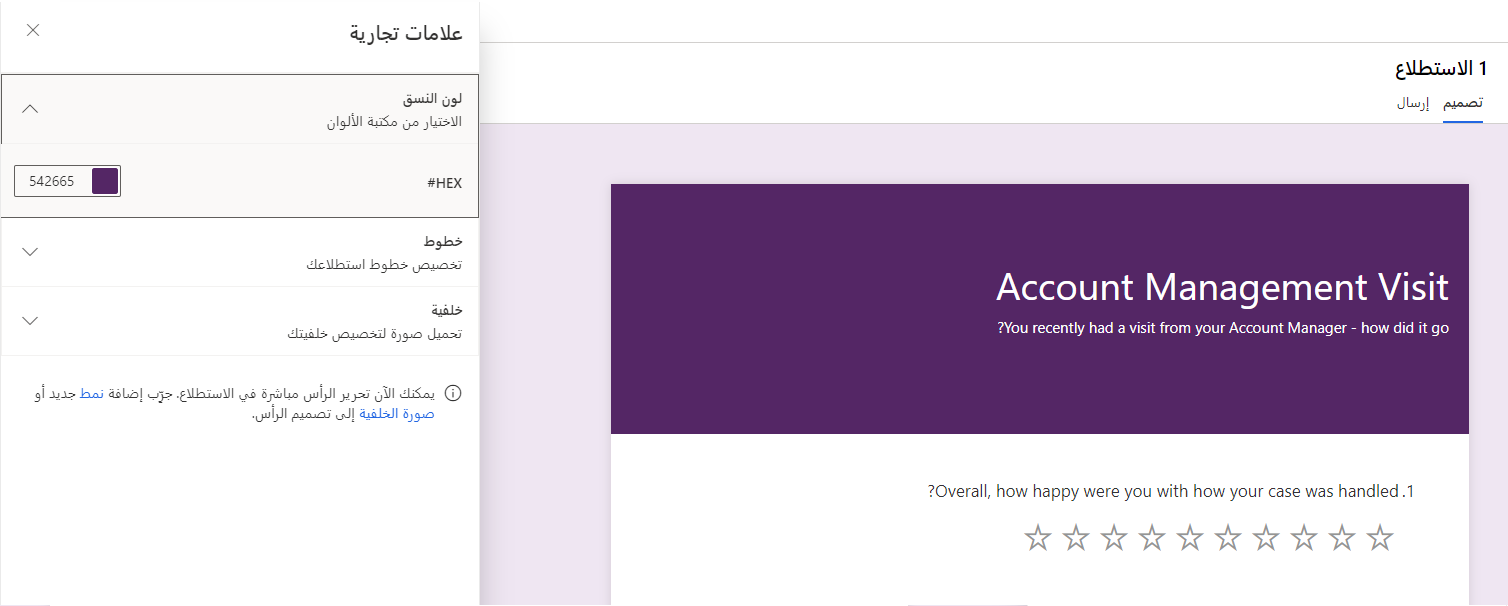 علامات تجارية
لون النسق
الاختيار من مكتبة الألوان
#HEX
542665
خطوط
تخصيص خطوط استطلاعك
خلفية
تحميل صورة لتخصيص خلفيتك
يمكنك الآن تحرير الرأس مباشرة في الاستطلاع. جرّب إضافة نمط جديد أو
صورة الخلفية إلى تصميم الرأس.
الاستطلاع 1
تصميم إرسال
Account Management Visit
?You recently had a visit from your Account Manager - how did it go
?Overall, how happy were you with how your case was handled .1